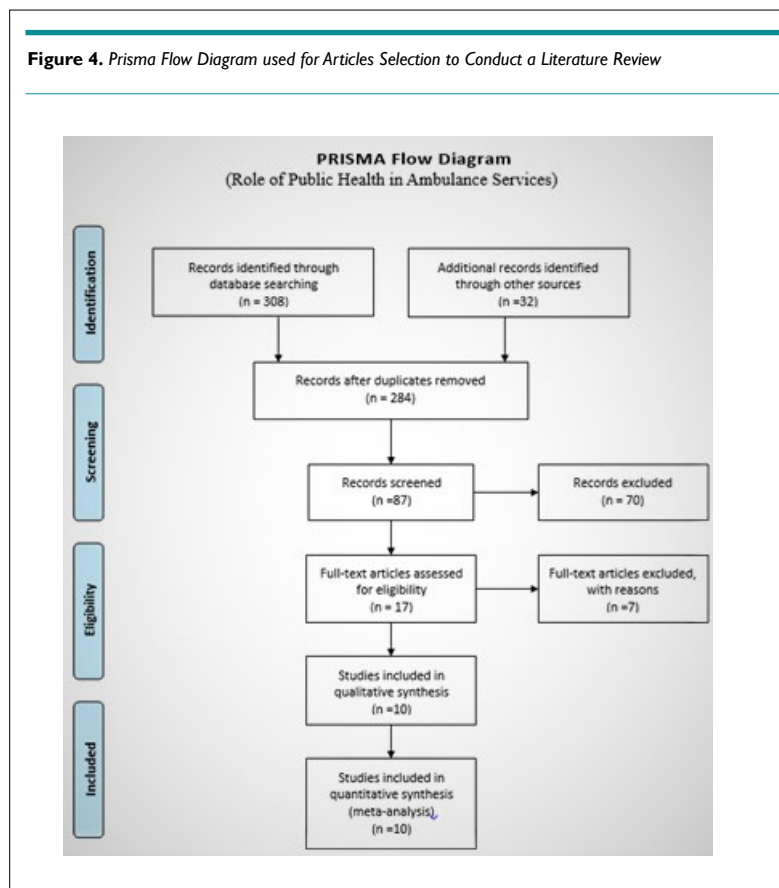 Figure 4. Prisma Flow Diagram used for Articles Selection to Conduct a Literature Review
PRISMA Flow Diagram
(Role of Public Health in Ambulance Services)
Identification
Records identified through
database searching
(n = 308)
Additional records identified
through other sources
(n =32)
Records after duplicates removed
(n = 284)
Screening
Records screened
(n =87)
Records excluded
(n = 70)
Eligibility
Full-text articles assessed
for eligibility
(n = 17)
Full-text articles excluded,
with reasons
(n =7)
Studies included in
qualitative synthesis
(n =10)
Included
Studies included in
quantitative synthesis
(meta-analysis)
(n =10)